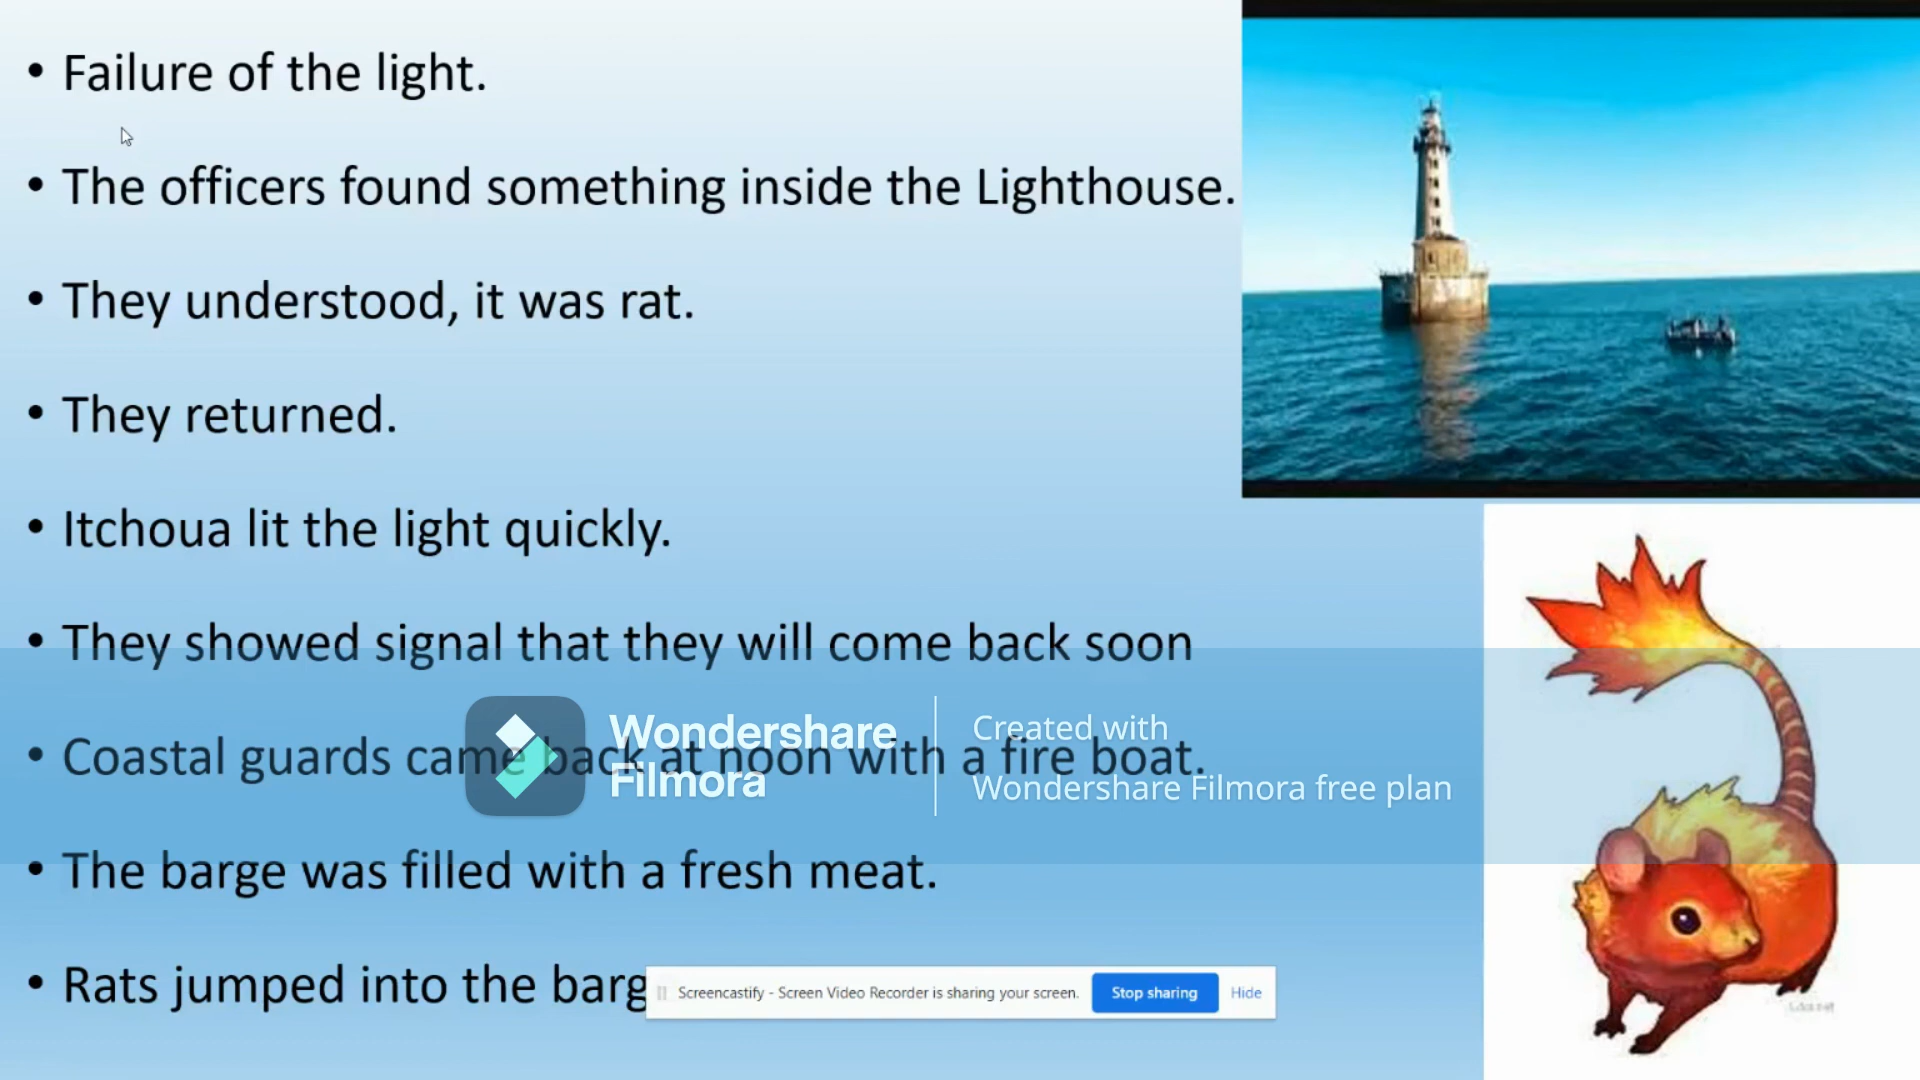 • Failure of the light.
• The officers found something inside the Lighthouse.
• They understood, it was rat.
• They returned.
• Itchoua lit the light quickly.
• They showed signal that they will come back soon
• Coastal guards came back at noon with a fire boat.
Wondershare
Filmora
Created with
Wondershare Filmora free plan
• The barge was filled with a fresh meat.
• Rats jumped into the barg
Screencastify - Screen Video Recorder is sharing your screen.
Stop sharing
Hide